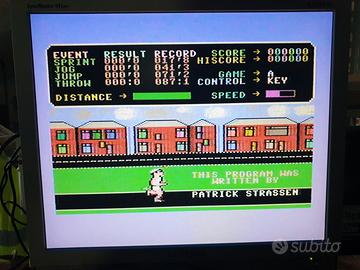 EVENT RESULT RECORD
SPRINT 000'0 017'8
JOG 000'0 041'3
JUMP 000'0 071'2
THROW 000'0 087'1
SCORE → 000000
HISCORE → 000000
GAME → A
CONTROL → KEY
DISTANCE →
SPEED →
THIS PROGRAM WAS
WRITTEN BY
PATRICK STRASSEN
subito